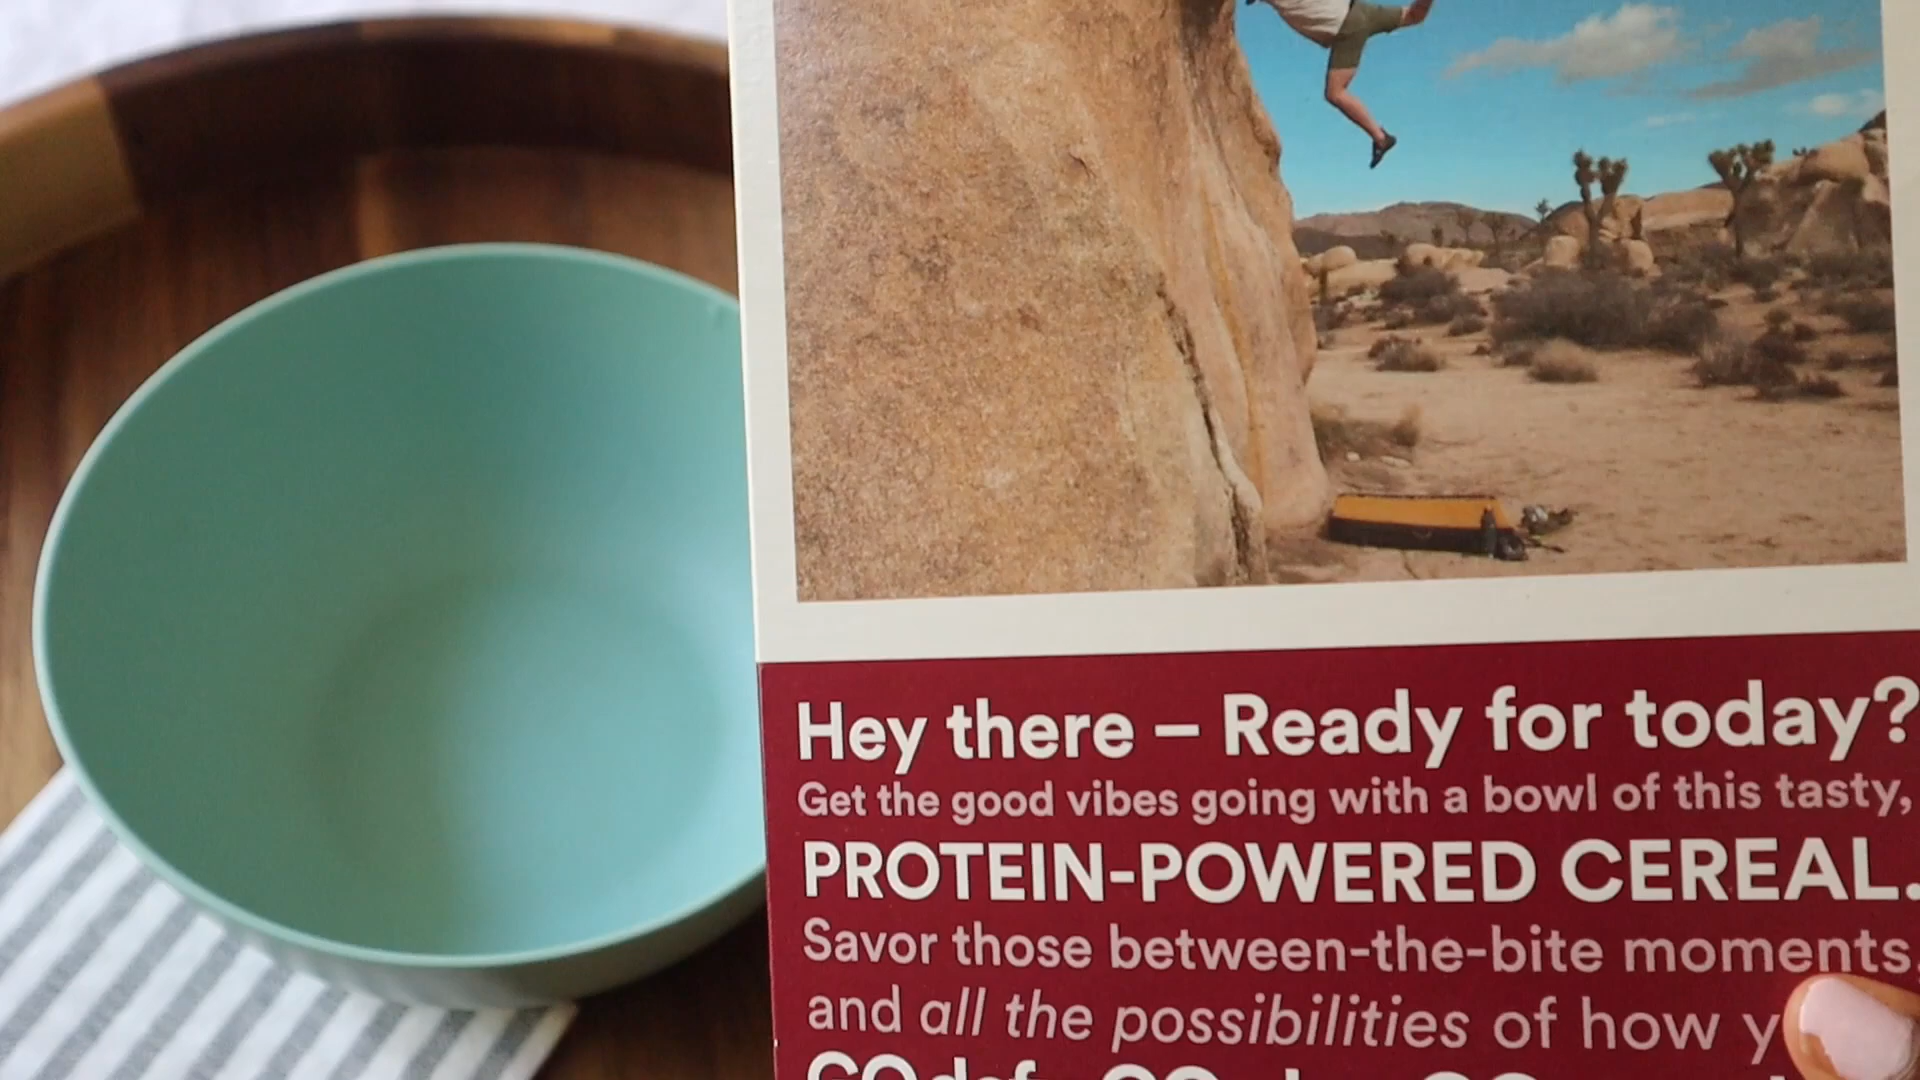 Hey there – Ready for today?
Get the good vibes going with a bowl of this tasty,
PROTEIN-POWERED CEREAL.
Savor those between-the-bite moments,
and all the possibilities of how